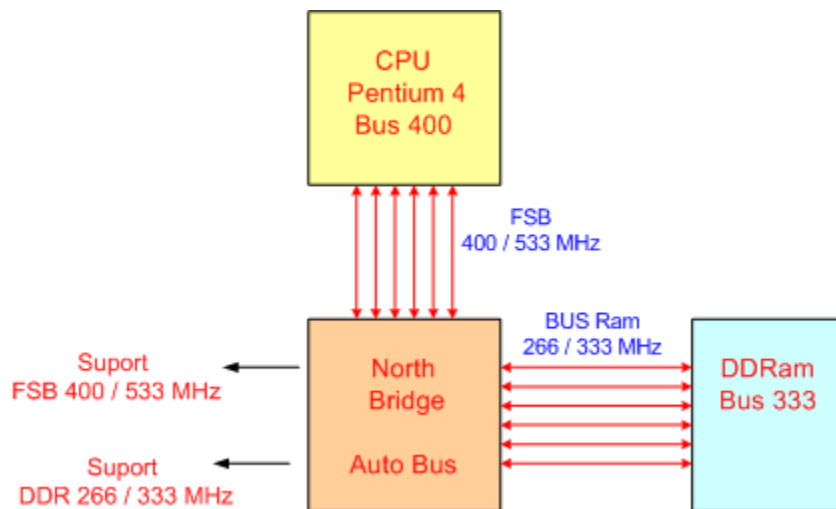 CPU
Pentium 4
Bus 400
FSB
400 / 533 MHz
BUS Ram
266 / 333 MHz
Suport
FSB 400 / 533 MHz
North
Bridge
Auto Bus
DDRam
Bus 333
Suport
DDR 266 / 333 MHz